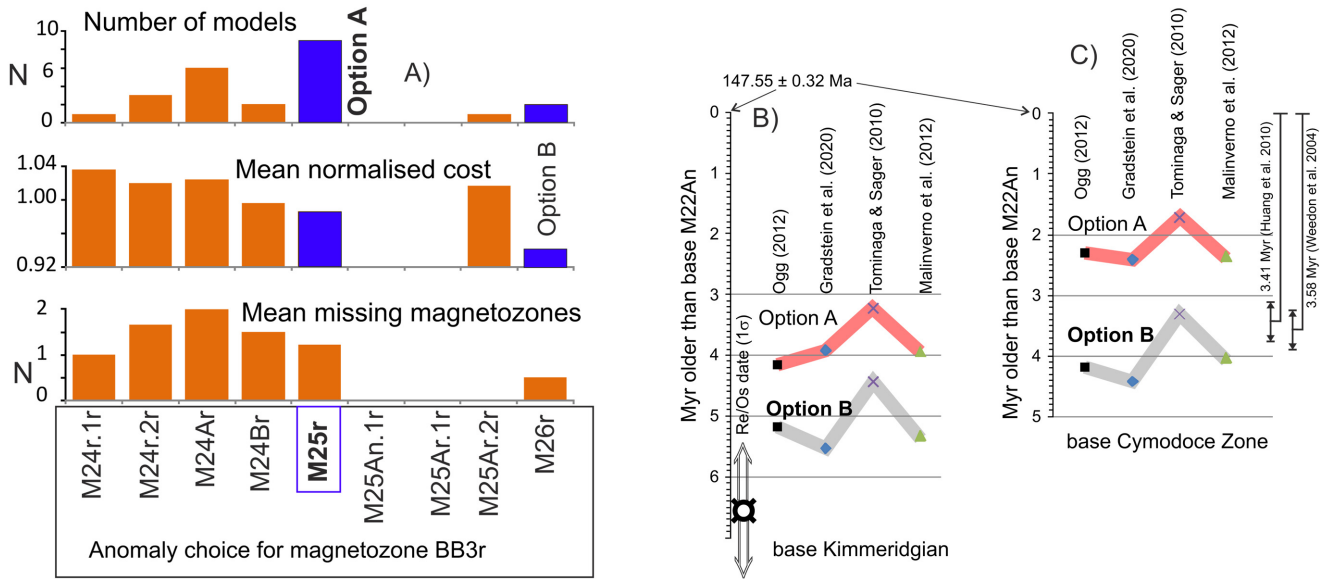 Number of models
A)
Option A
N
10
6
2
0
Mean normalised cost
Option B
1.04
1.00
0.92
Mean missing magnetozones
N
2
1
0
M24r.1r
M24r.2r
M24Ar
M24Br
M25r
M25An.1r
M25Ar.1r
M25Ar.2r
M26r
Anomaly choice for magnetozone BB3r
147.55 ± 0.32 Ma
B)
Myr older than base M22An
0
1
2
3
4
5
6
Ogg (2012)
Gradstein et al. (2020)
Tominaga & Sager (2010)
Malinverno et al. (2012)
Option A
Option B
Re/Os date (1σ)
base Kimmeridgian
C)
Myr older than base M22An
0
1
2
3
4
5
Ogg (2012)
Gradstein et al. (2020)
Tominaga & Sager (2010)
Malinverno et al. (2012)
Option A
Option B
3.41 Myr (Huang et al. 2010)
3.58 Myr (Weedon et al. 2004)
base Cymodoce Zone